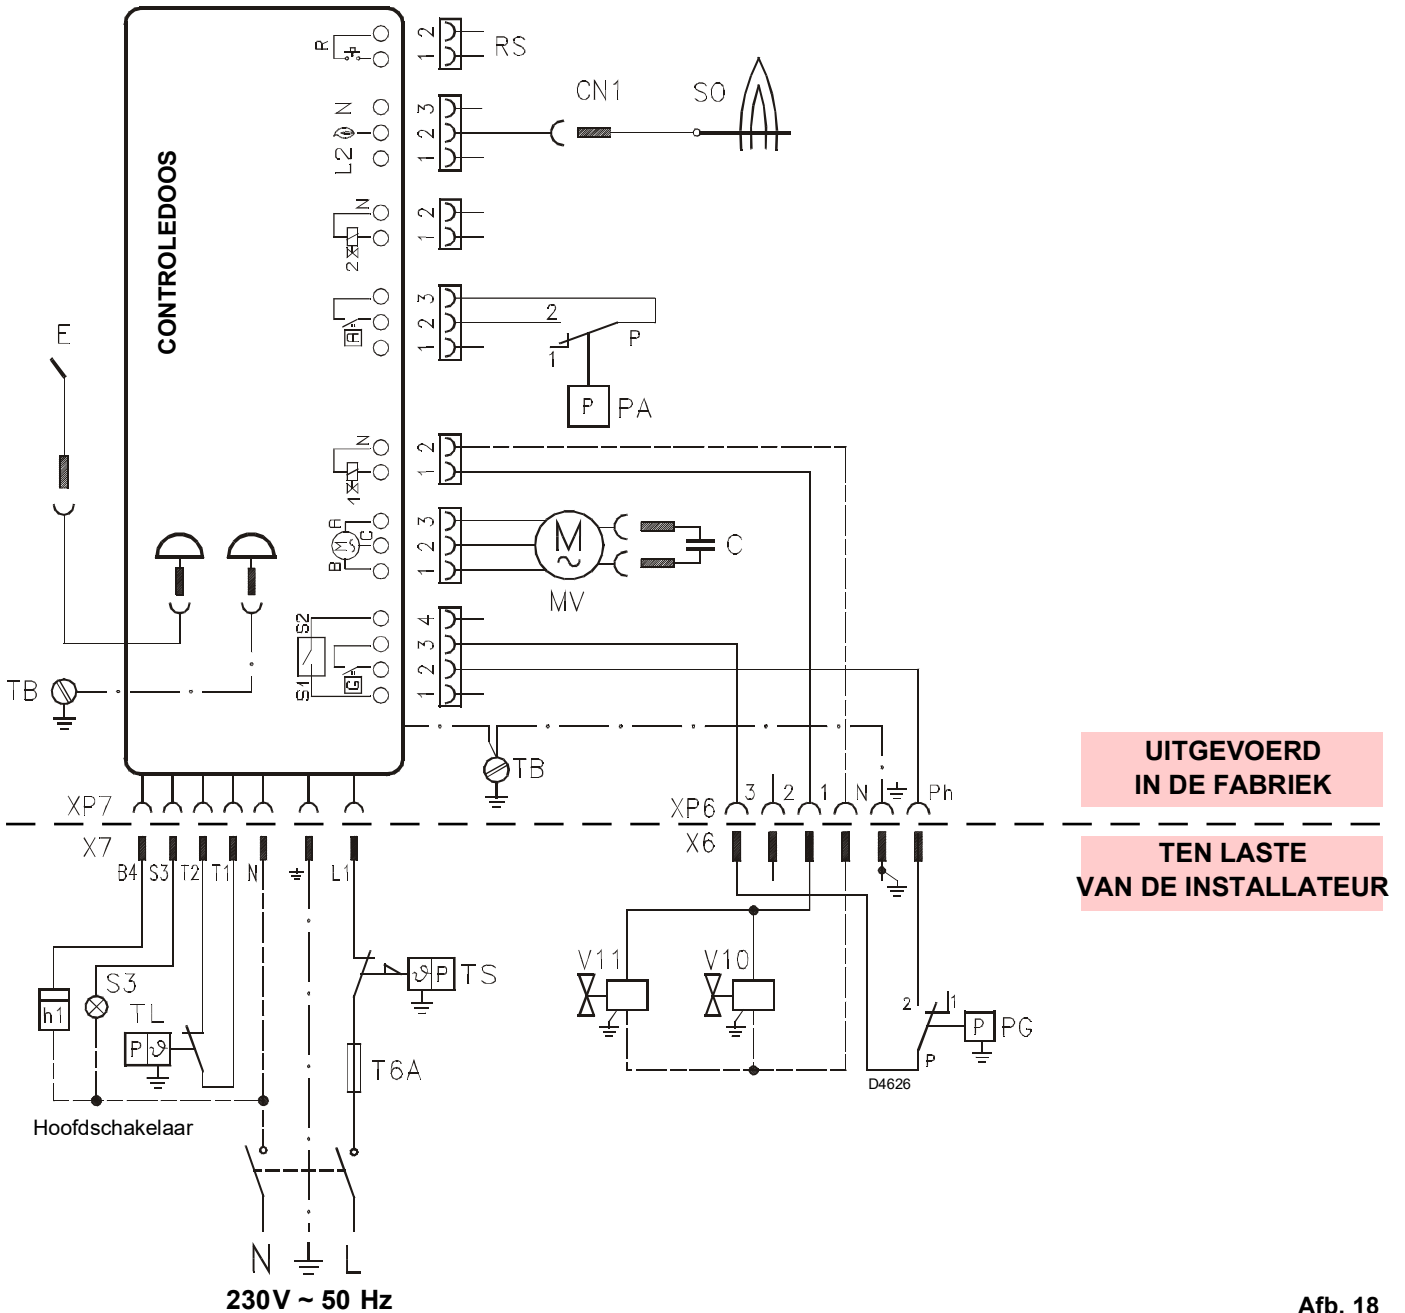 CONTROLEDOOS
R
2
1
RS
N
L2
3
2
1
CN1
SO
N
2
2
1
A
3
2
1
2
1
P
P
PA
E
N
1
2
1
A
C
B
M
3
2
1
M
MV
C
S2
S1
G
4
3
2
1
TB
TB
UITGEVOERD
IN DE FABRIEK
XP7
XP6
3
2
1
N
Ph
X7
X6
TEN LASTE
VAN DE INSTALLATEUR
B4
S3
T2
T1
N
L1
h1
S3
TL
P
P
TS
T6A
V11
V10
2
1
P
PG
P
D4626
Hoofdschakelaar
N
L
230V ~ 50 Hz
Afb. 18